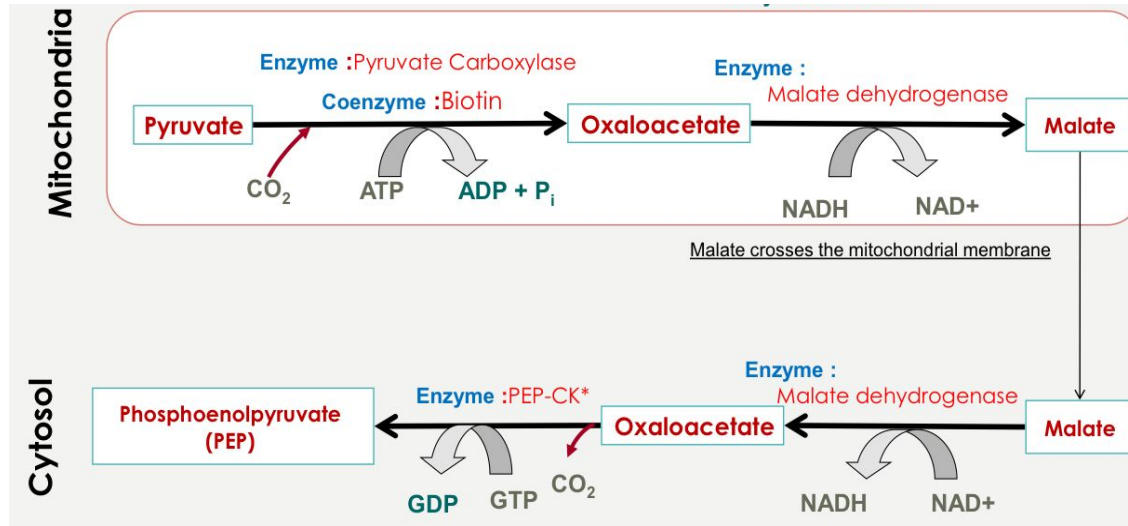 Mitochondria
Enzyme :Pyruvate Carboxylase
Coenzyme :Biotin
Enzyme :
Malate dehydrogenase
Pyruvate
Oxaloacetate
Malate
CO₂
ATP
ADP + Pᵢ
NADH
NAD+
Malate crosses the mitochondrial membrane
Cytosol
Enzyme :
Malate dehydrogenase
Enzyme :PEP-CK*
Phosphoenolpyruvate
(PEP)
Oxaloacetate
Malate
GDP
GTP
CO₂
NADH
NAD+